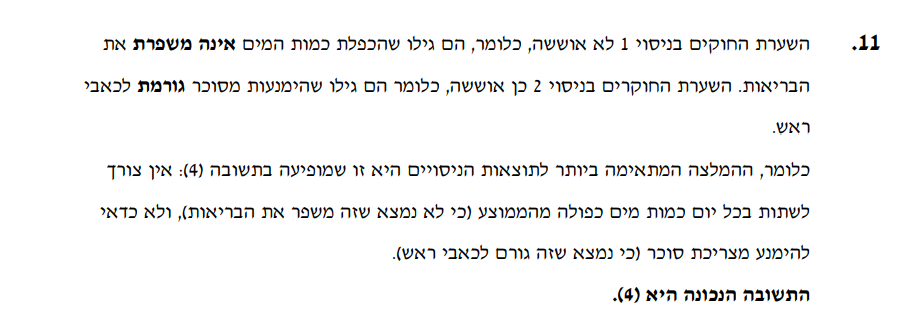 11. השערת החוקים בניסוי 1 לא אוששה, כלומר, הם גילו שהכפלת כמות המים אינה משפרת את
הבריאות. השערת החוקרים בניסוי 2 כן אוששה, כלומר הם גילו שהימנעות מסוכר גורמת לכאבי
ראש.
כלומר, ההמלצה המתאימה ביותר לתוצאות הניסויים היא זו שמופיעה בתשובה (4): אין צורך
לשתות בכל יום כמות מים כפולה מהממוצע (כי לא נמצא שזה משפר את הבריאות), ולא כדאי
להימנע מצריכת סוכר (כי נמצא שזה גורם לכאבי ראש).
התשובה הנכונה היא (4).